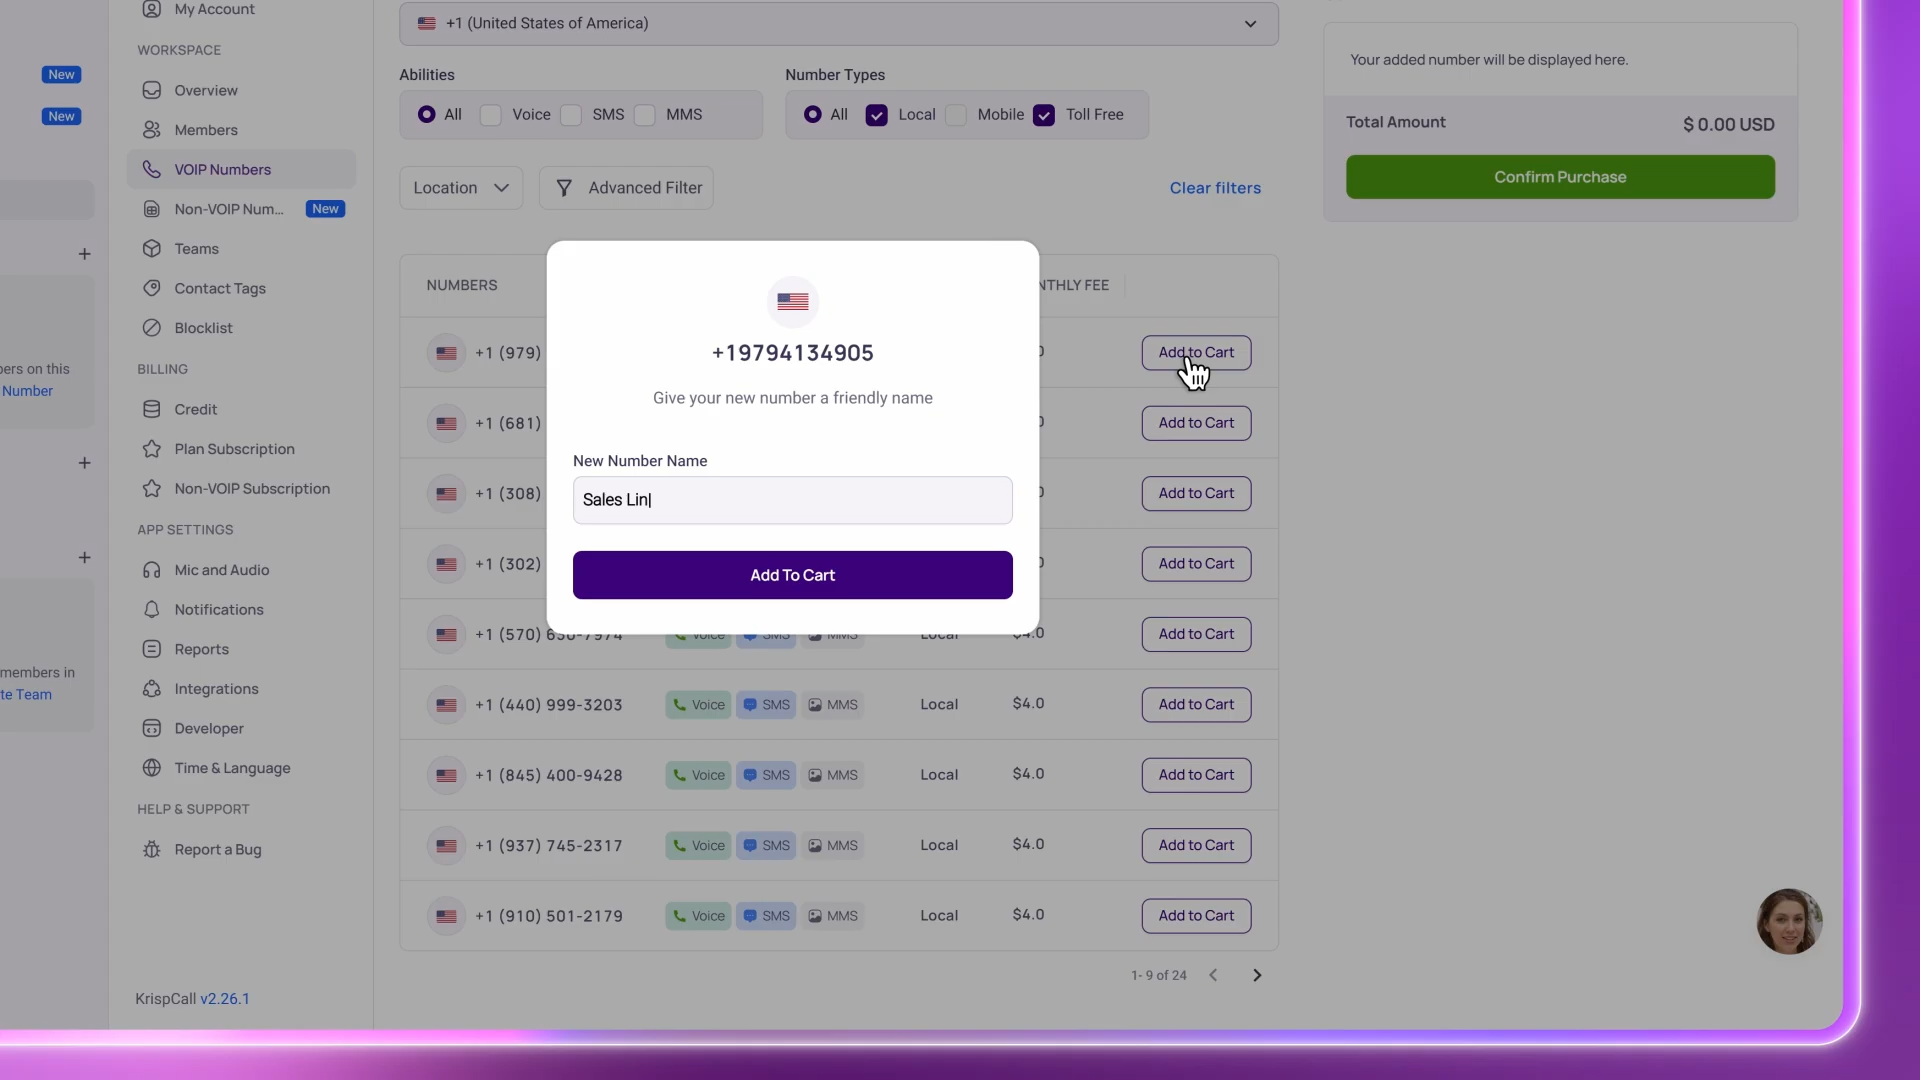 My Account
WORKSPACE
New
Overview
New
Members
VOIP Numbers
Non-VOIP Num... New
Teams
Contact Tags
Blocklist
BILLING
bers on this
Number
Credit
Plan Subscription
Non-VOIP Subscription
APP SETTINGS
Mic and Audio
Notifications
Reports
members in
te Team
Integrations
Developer
Time & Language
HELP & SUPPORT
Report a Bug
KrispCall v2.26.1
+1 (United States of America)
Abilities
All Voice SMS MMS
Number Types
All Local Mobile Toll Free
Location
Advanced Filter
Clear filters
NUMBERS
NTHLY FEE
+1 (979)
Add to Cart
+1 (681)
Add to Cart
+1 (308)
Add to Cart
+1 (302)
Add to Cart
+1 (570) 650-7974 Voice SMS MMS Local $4.0 Add to Cart
+1 (440) 999-3203 Voice SMS MMS Local $4.0 Add to Cart
+1 (845) 400-9428 Voice SMS MMS Local $4.0 Add to Cart
+1 (937) 745-2317 Voice SMS MMS Local $4.0 Add to Cart
+1 (910) 501-2179 Voice SMS MMS Local $4.0 Add to Cart
1- 9 of 24
+19794134905
Give your new number a friendly name
New Number Name
Sales Lin
Add To Cart
Your added number will be displayed here.
Total Amount $ 0.00 USD
Confirm Purchase